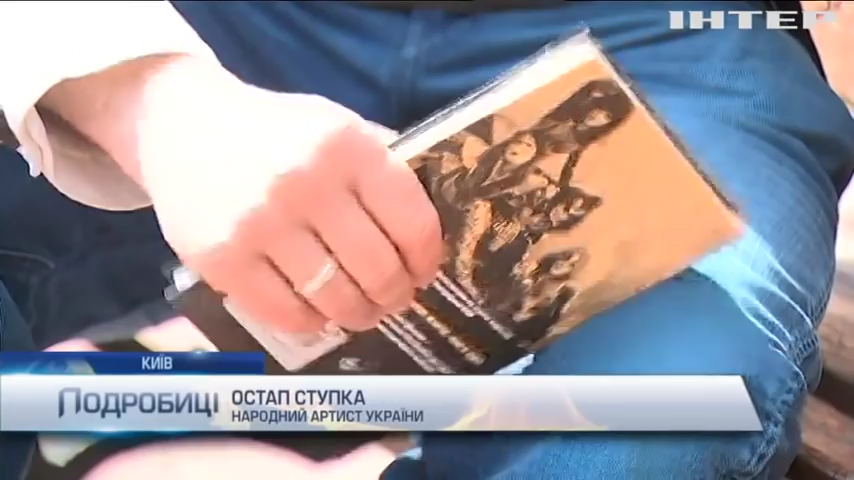 ІНТЕР
КИЇВ
ПОДРОБИЦІ
ОСТАП СТУПКА
НАРОДНИЙ АРТИСТ УКРАЇНИ